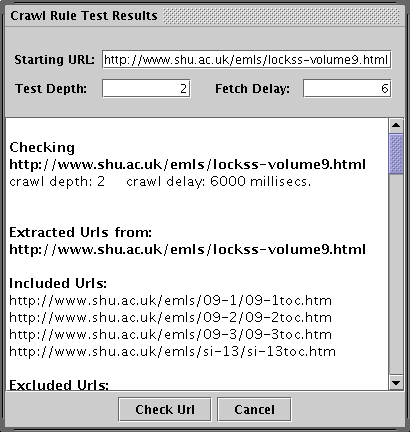 Crawl Rule Test Results
Starting URL: http://www.shu.ac.uk/emls/lockss-volume9.html
Test Depth: 2 Fetch Delay: 6
Checking
http://www.shu.ac.uk/emls/lockss-volume9.html
crawl depth: 2 crawl delay: 6000 millisecs.
Extracted Urls from:
http://www.shu.ac.uk/emls/lockss-volume9.html
Included Urls:
http://www.shu.ac.uk/emls/09-1/09-1toc.htm
http://www.shu.ac.uk/emls/09-2/09-2toc.htm
http://www.shu.ac.uk/emls/09-3/09-3toc.htm
http://www.shu.ac.uk/emls/si-13/si-13toc.htm
Excluded Urls:
Check Url Cancel